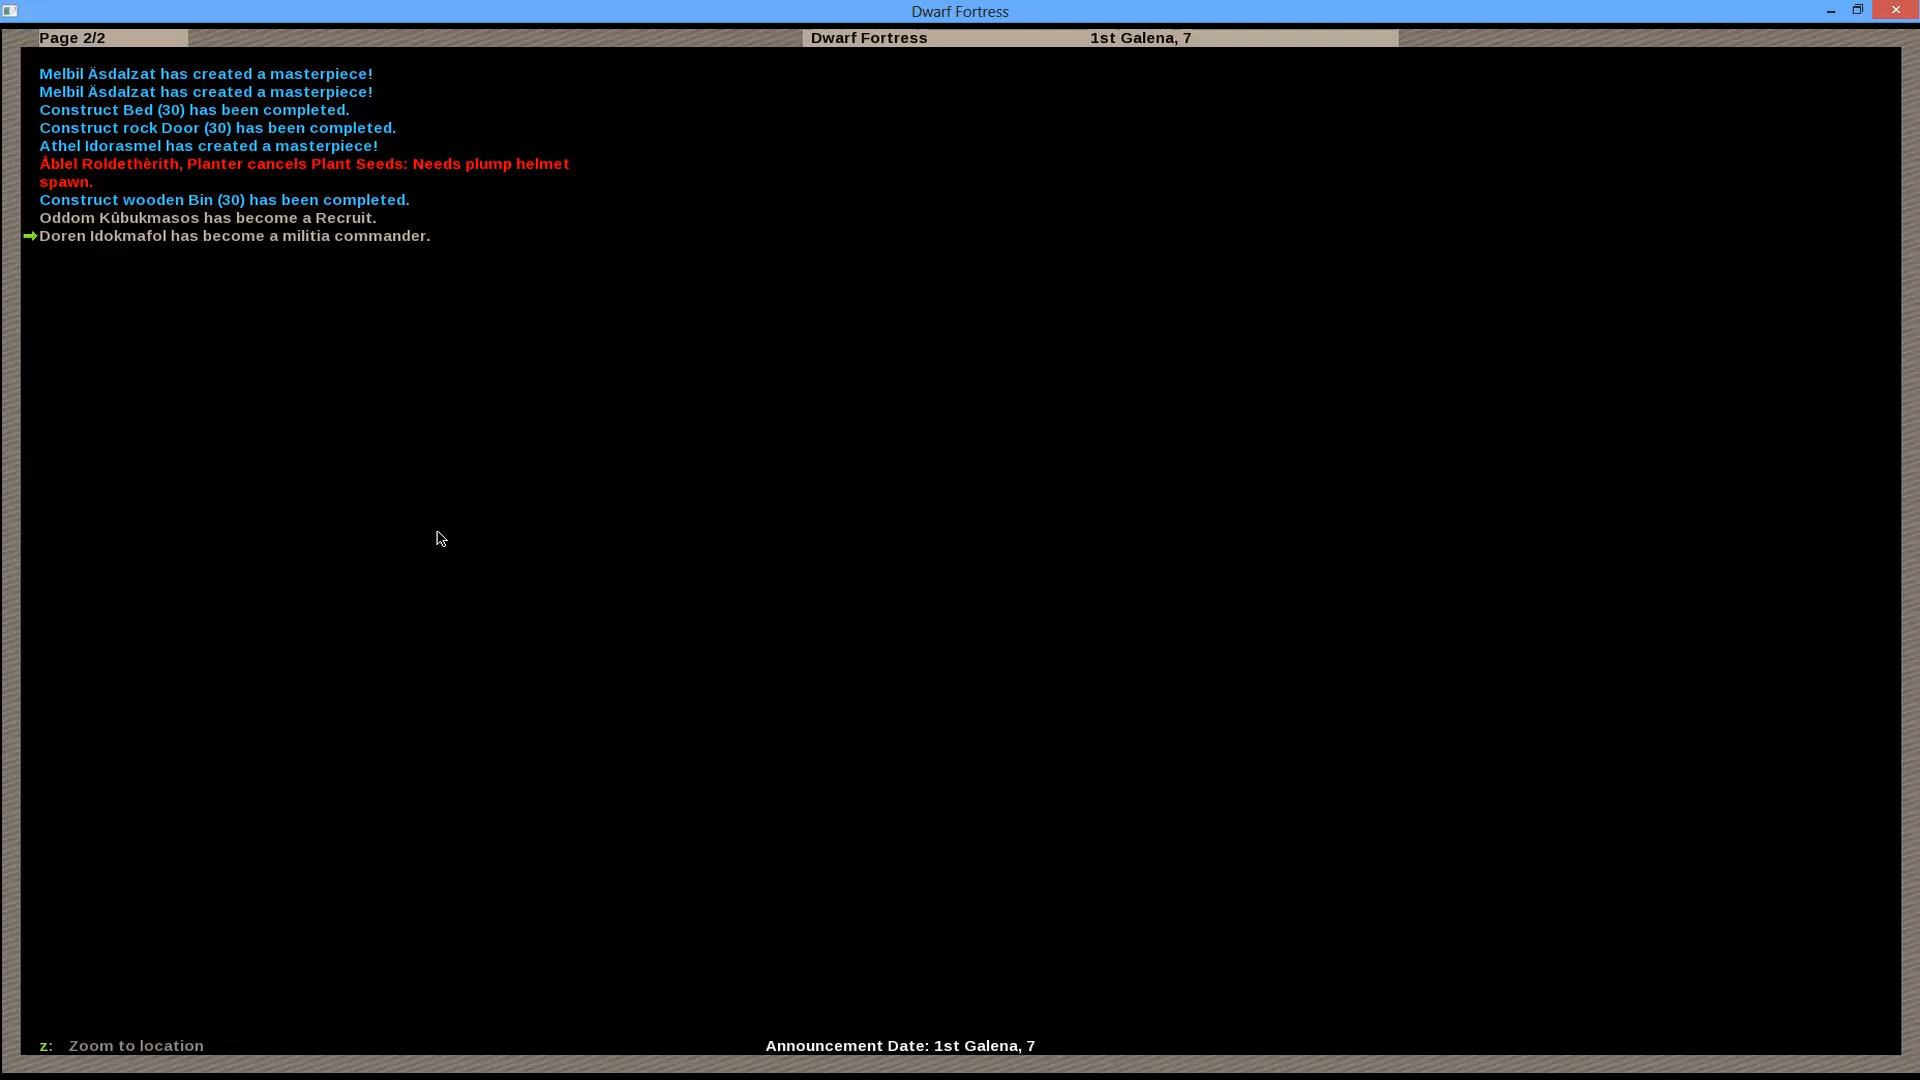 Dwarf Fortress
Page 2/2
Dwarf Fortress 1st Galena, 7
Melbil Äsdalzat has created a masterpiece!
Melbil Äsdalzat has created a masterpiece!
Construct Bed (30) has been completed.
Construct rock Door (30) has been completed.
Athel Idorasmel has created a masterpiece!
Åblel Roldethèrith, Planter cancels Plant Seeds: Needs plump helmet
spawn.
Construct wooden Bin (30) has been completed.
Oddom Kûbukmasos has become a Recruit.
Doren Idokmafol has become a militia commander.
z: Zoom to location
Announcement Date: 1st Galena, 7